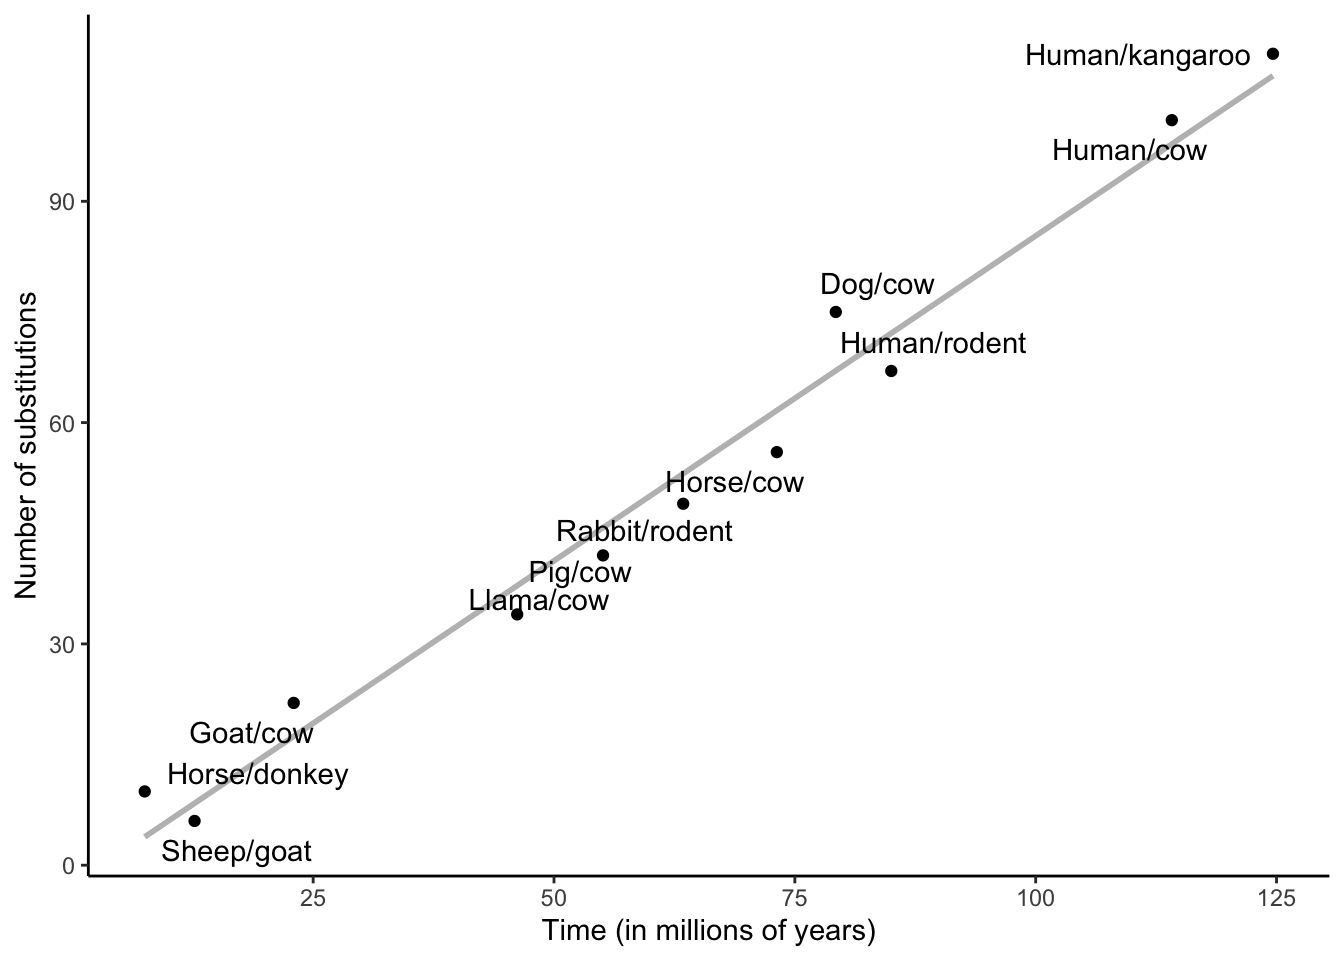 Human/kangaroo
Human/cow
90
Dog/cow
Human/rodent
60
Horse/cow
Rabbit/rodent
Pig/cow
Llama/cow
30
Goat/cow
Horse/donkey
Sheep/goat
0
25 50 75 100 125
Time (in millions of years)
Number of substitutions